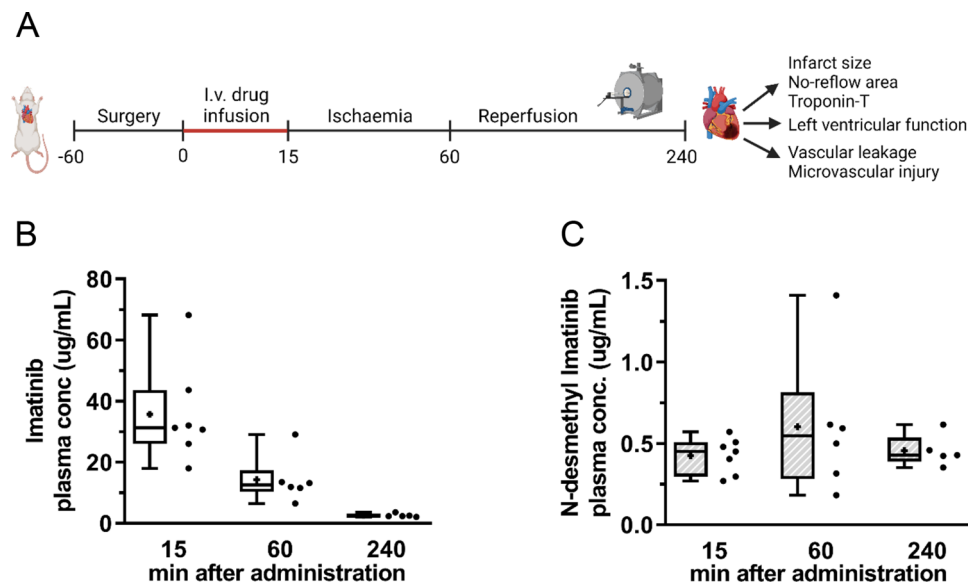 A
Surgery
I.v. drug
infusion
Ischaemia
Reperfusion
-60
0
15
60
240
Infarct size
No-reflow area
Troponin-T
Left ventricular function
Vascular leakage
Microvascular injury
B
Imatinib
plasma conc (ug/mL)
80
60
40
20
0
15
60
240
min after administration
C
N-desmethyl Imatinib
plasma conc. (ug/mL)
1.5
1.0
0.5
0.0
15
60
240
min after administration